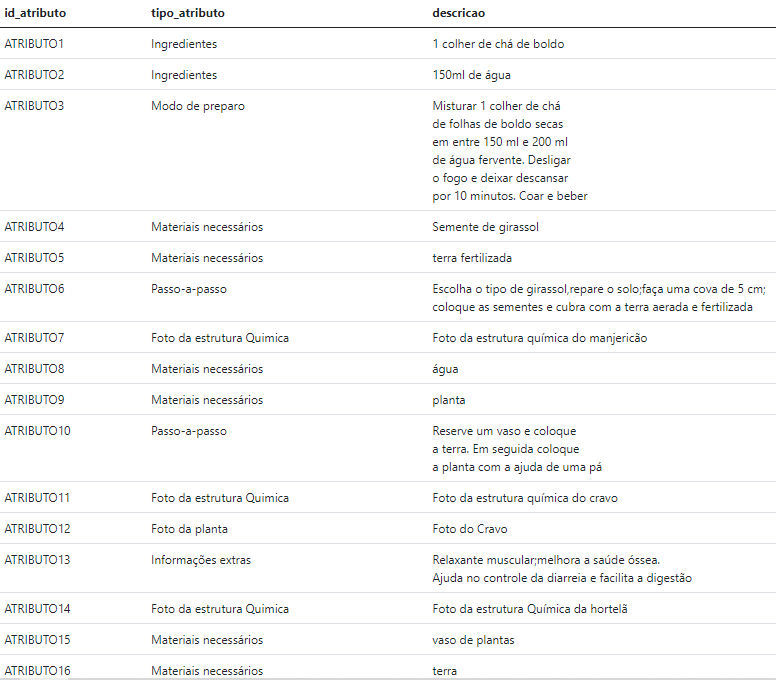 id_atributo tipo_atributo descricao
ATRIBUTO1 Ingredientes 1 colher de chá de boldo
ATRIBUTO2 Ingredientes 150ml de água
ATRIBUTO3 Modo de preparo Misturar 1 colher de chá
de folhas de boldo secas
em entre 150 ml e 200 ml
de água fervente. Desligar
o fogo e deixar descansar
por 10 minutos. Coar e beber
ATRIBUTO4 Materiais necessários Semente de girassol
ATRIBUTO5 Materiais necessários terra fertilizada
ATRIBUTO6 Passo-a-passo Escolha o tipo de girassol,repare o solo;faça uma cova de 5 cm;
coloque as sementes e cubra com a terra aerada e fertilizada
ATRIBUTO7 Foto da estrutura Quimica Foto da estrutura química do manjericão
ATRIBUTO8 Materiais necessários água
ATRIBUTO9 Materiais necessários planta
ATRIBUTO10 Passo-a-passo Reserve um vaso e coloque
a terra. Em seguida coloque
a planta com a ajuda de uma pá
ATRIBUTO11 Foto da estrutura Quimica Foto da estrutura química do cravo
ATRIBUTO12 Foto da planta Foto do Cravo
ATRIBUTO13 Informações extras Relaxante muscular;melhora a saúde óssea.
Ajuda no controle da diarreia e facilita a digestão
ATRIBUTO14 Foto da estrutura Quimica Foto da estrutura Química da hortelã
ATRIBUTO15 Materiais necessários vaso de plantas
ATRIBUTO16 Materiais necessários terra